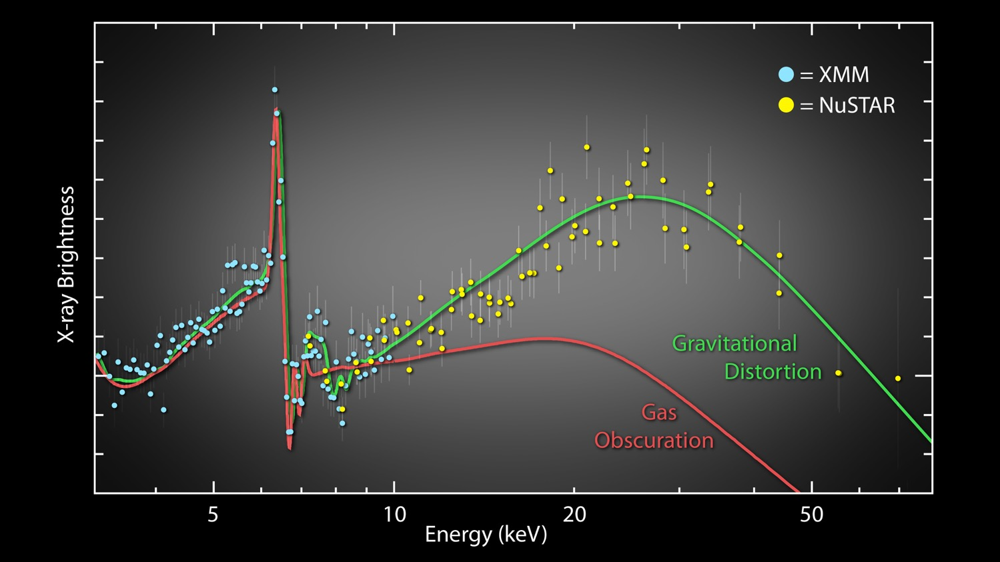 = XMM
= NuSTAR
X-ray Brightness
Gravitational
Distortion
Gas
Obscuration
5 10 20 50
Energy (keV)